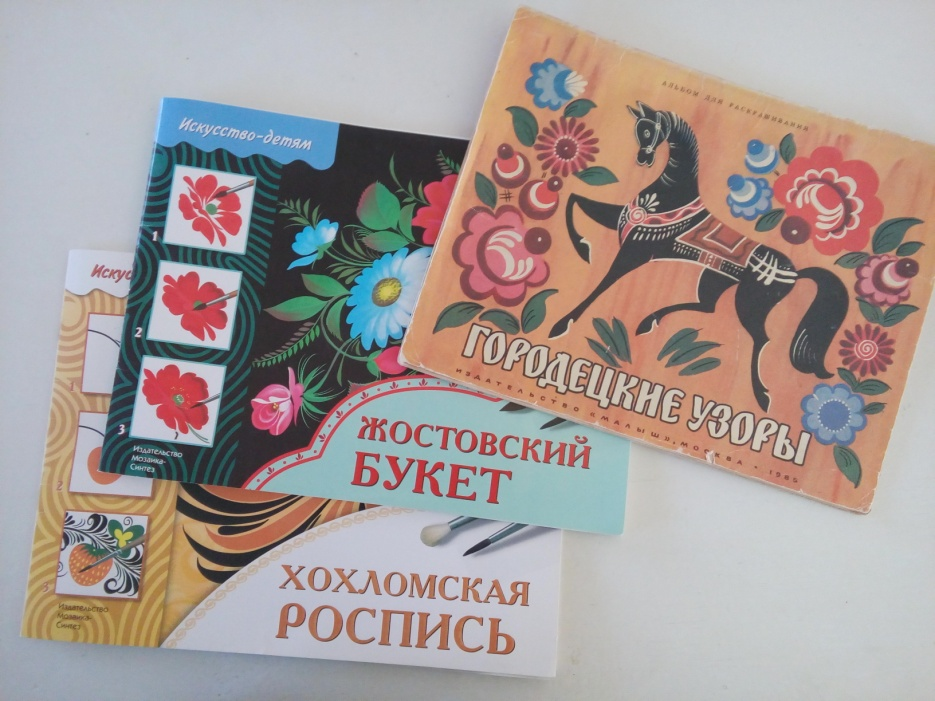 АЛЬБОМ ДЛЯ РАСКРАШИВАНИЯ
ГОРОДЕЦКИЕ УЗОРЫ
ИЗДАТЕЛЬСТВО «МАЛЫШ», МОСКВА • 1985
Искусство-детям
1
2
3
Издательство
Мозаика-
Синтез
ЖОСТОВСКИЙ
БУКЕТ
1
2
3
Издательство
Мозаика-
Синтез
ХОХЛОМСКАЯ
РОСПИСЬ